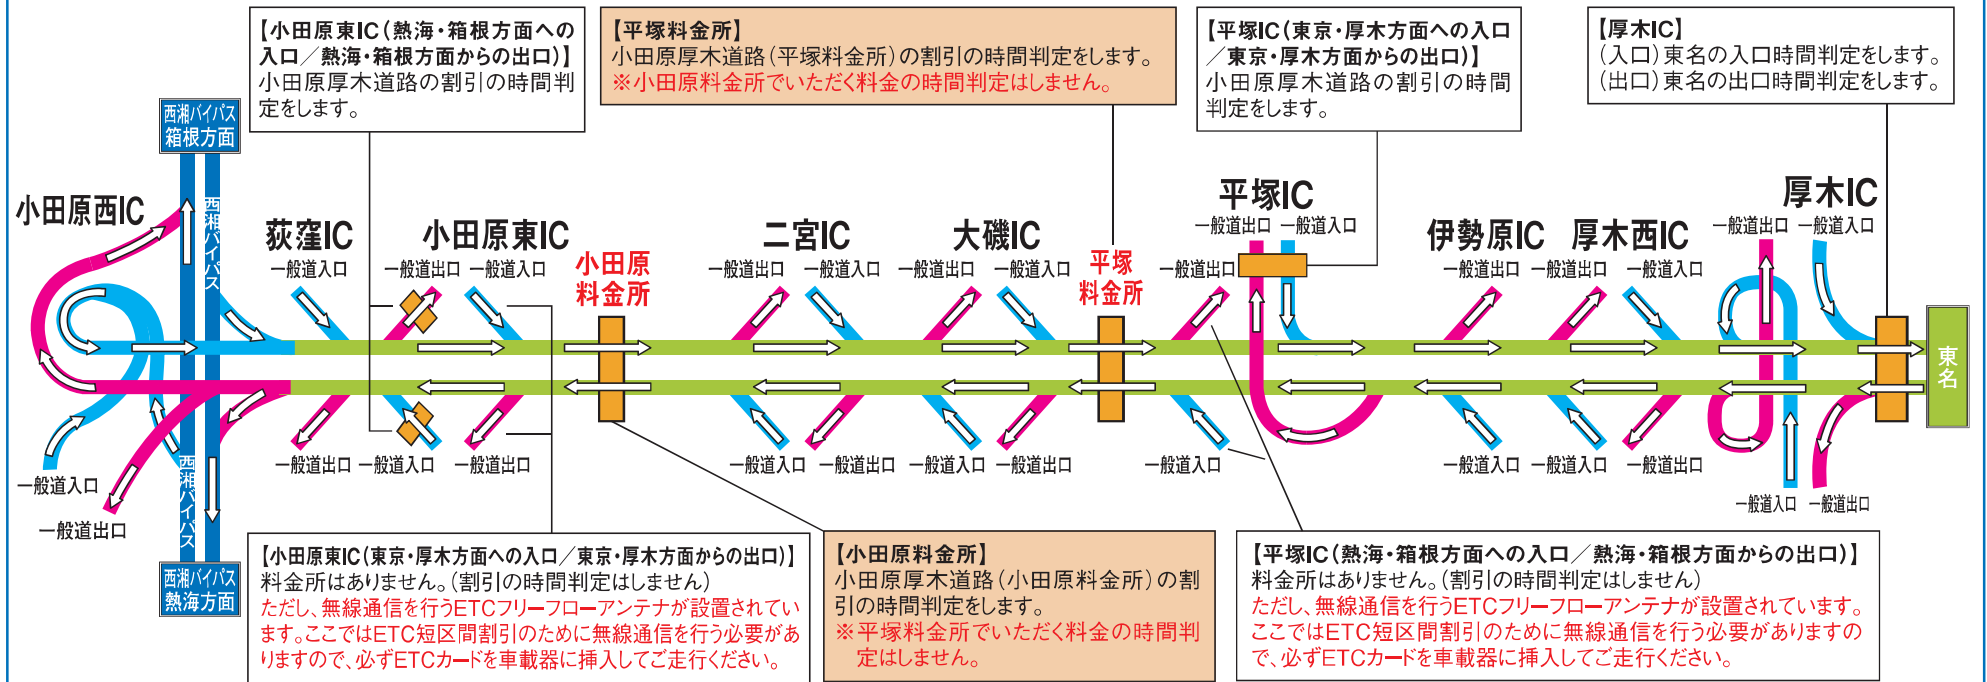 【小田原東IC(熱海・箱根方面への
入口／熱海・箱根方面からの出口)】
小田原厚木道路の割引の時間判
定をします。
【平塚料金所】
小田原厚木道路(平塚料金所)の割引の時間判定をします。
※小田原料金所でいただく料金の時間判定はしません。
【平塚IC(東京・厚木方面への入口
／東京・厚木方面からの出口)】
小田原厚木道路の割引の時間
判定をします。
【厚木IC】
(入口)東名の入口時間判定をします。
(出口)東名の出口時間判定をします。
西湘バイパス
箱根方面
小田原西IC
西湘バイパス
荻窪IC
一般道入口
小田原東IC
一般道出口
一般道入口
小田原
料金所
二宮IC
一般道出口
一般道入口
大磯IC
一般道出口
一般道入口
平塚
料金所
一般道出口
平塚IC
一般道出口
一般道入口
伊勢原IC
一般道出口
厚木西IC
一般道出口
一般道入口
厚木IC
一般道出口
一般道入口
東名
一般道入口
一般道出口
西湘バイパス
一般道出口
一般道入口
一般道出口
一般道入口
一般道出口
一般道入口
一般道出口
一般道入口
一般道入口
一般道入口
一般道出口
一般道入口
一般道出口
西湘バイパス
熱海方面
【小田原東IC(東京・厚木方面への入口／東京・厚木方面からの出口)】
料金所はありません。(割引の時間判定はしません)
ただし、無線通信を行うETCフリーフローアンテナが設置されてい
ます。ここではETC短区間割引のために無線通信を行う必要があ
りますので、必ずETCカードを車載器に挿入してご走行ください。
【小田原料金所】
小田原厚木道路(小田原料金所)の割
引の時間判定をします。
※平塚料金所でいただく料金の時間判
定はしません。
【平塚IC(熱海・箱根方面への入口／熱海・箱根方面からの出口)】
料金所はありません。(割引の時間判定はしません)
ただし、無線通信を行うETCフリーフローアンテナが設置されています。
ここではETC短区間割引のために無線通信を行う必要がありますの
で、必ずETCカードを車載器に挿入してご走行ください。